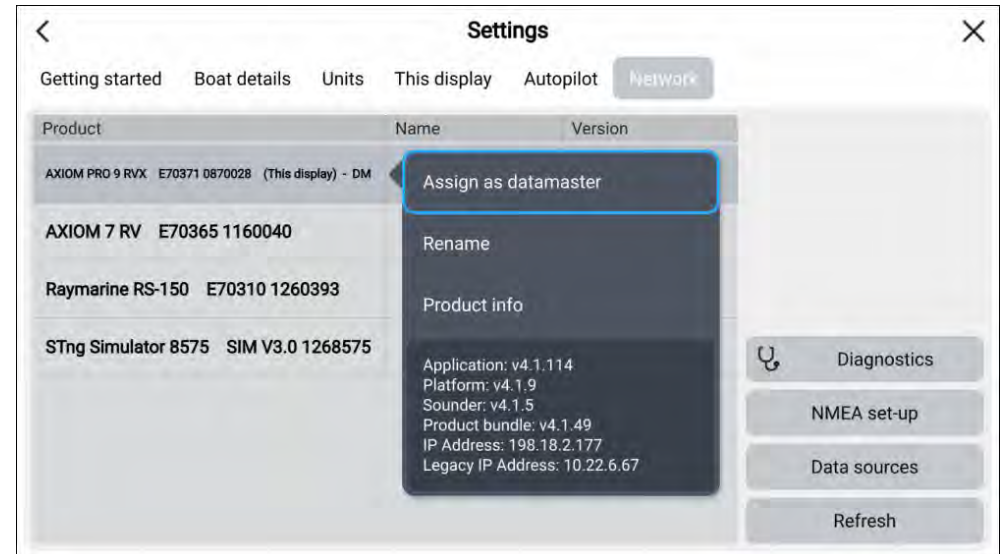 Settings
Getting started Boat details Units This display Autopilot Network
Product Name Version
AXIOM PRO 9 RVX E70371 0870028 (This display) - DM
Assign as datamaster
AXIOM 7 RV E70365 1160040
Rename
Raymarine RS-150 E70310 1260393
Product info
STng Simulator 8575 SIM V3.0 1268575
Application: v4.1.114
Platform: v4.1.9
Sounder: v4.1.5
Product bundle: v4.1.49
IP Address: 198.18.2.177
Legacy IP Address: 10.22.6.67
Diagnostics
NMEA set-up
Data sources
Refresh